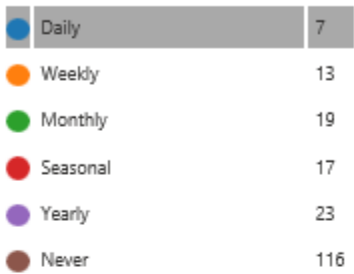 Daily 7
Weekly 13
Monthly 19
Seasonal 17
Yearly 23
Never 116